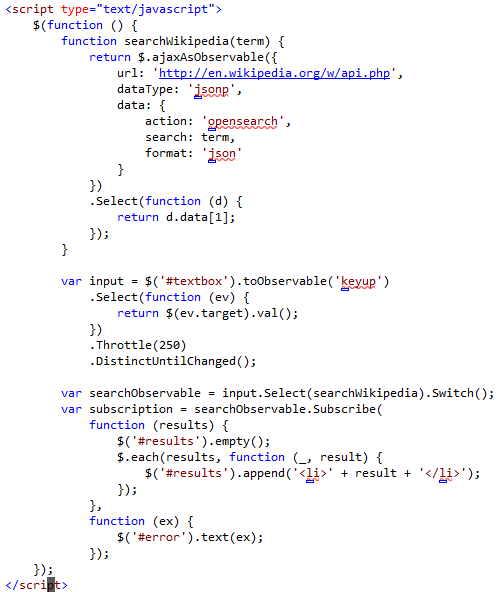 <script type="text/javascript">
    $(function () {
        function searchWikipedia(term) {
            return $.ajaxAsObservable({
                url: 'http://en.wikipedia.org/w/api.php',
                dataType: 'jsonp',
                data: {
                    action: 'opensearch',
                    search: term,
                    format: 'json'
                }
            })
            .Select(function (d) {
                return d.data[1];
            });
        }

        var input = $('#textbox').toObservable('keyup')
            .Select(function (ev) {
                return $(ev.target).val();
            })
            .Throttle(250)
            .DistinctUntilChanged();

        var searchObservable = input.Select(searchWikipedia).Switch();
        var subscription = searchObservable.Subscribe(
            function (results) {
                $('#results').empty();
                $.each(results, function (_, result) {
                    $('#results').append('<li>' + result + '</li>');
                });
            },
            function (ex) {
                $('#error').text(ex);
            });
    });
</script>